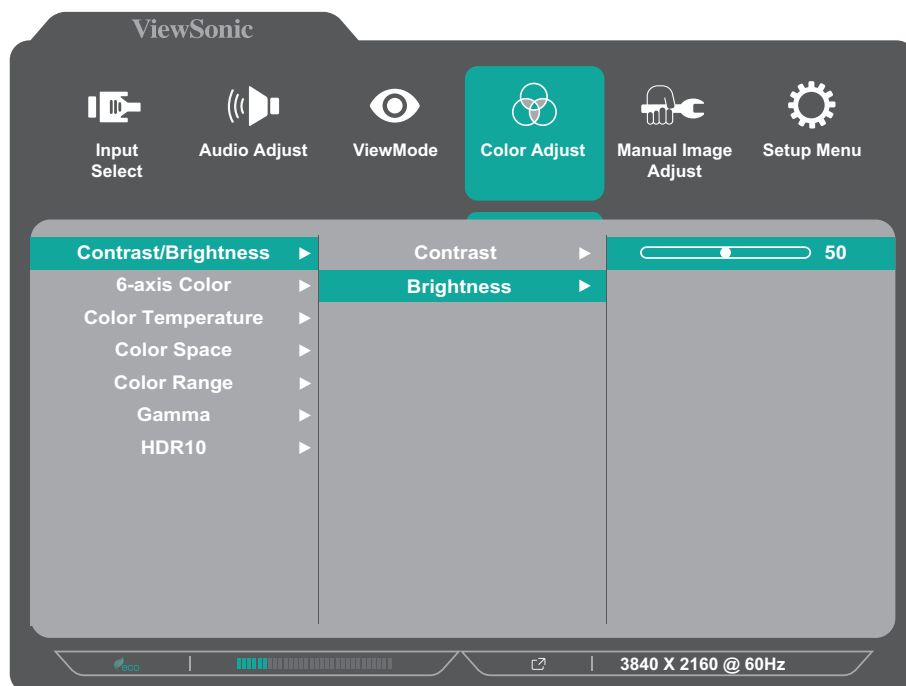 ViewSonic
Input
Select
Audio Adjust
ViewMode
Color Adjust
Manual Image
Adjust
Setup Menu
Contrast/Brightness
6-axis Color
Color Temperature
Color Space
Color Range
Gamma
HDR10
Contrast
Brightness
50
eco
3840 X 2160 @ 60Hz